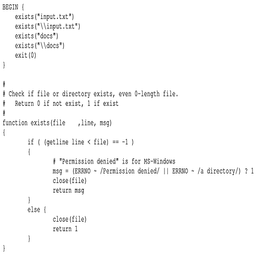 BEGIN {
exists("input.txt")
exists("\\input.txt")
exists("docs")
exists("\\docs")
exit(0)
}
#
# Check if file or directory exists, even 0-length file.
# Return 0 if not exist, 1 if exist
#
function exists(file ,line, msg)
{
if ( (getline line < file) == -1 )
{
# "Permission denied" is for MS-Windows
msg = (ERRNO ~ /Permission denied/ || ERRNO ~ /a directory/) ? 1
close(file)
return msg
}
else {
close(file)
return 1
}
}